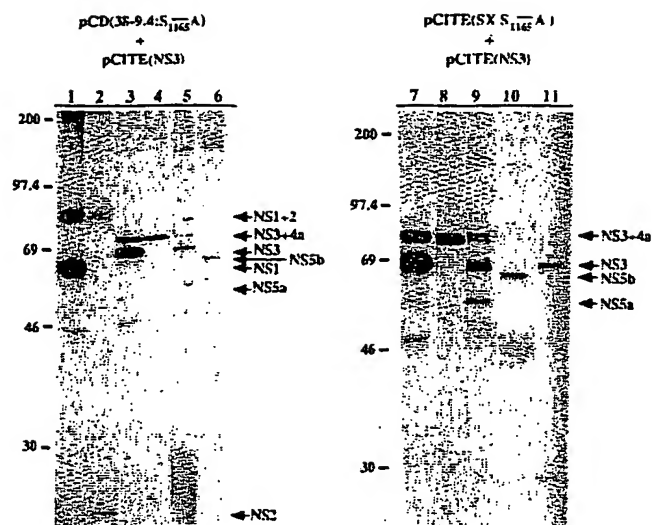 pCD(38-9.4:S1165A)
+
pCITE(NS3)
1 2 3 4 5 6
200
97.4
69
46
30
NS1+2
NS3+4a
NS3
NS5b
NS1
NS5a
NS2
pCITE(SX S1165A)
+
pCITE(NS3)
7 8 9 10 11
200
97.4
69
46
30
NS3+4a
NS3
NS5b
NS5a